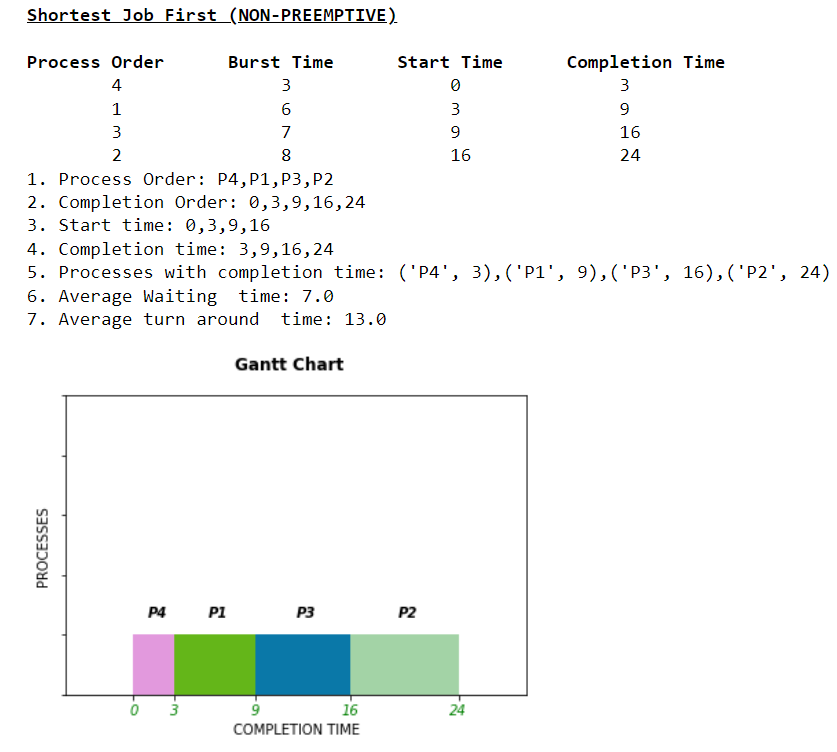 Shortest Job First (NON-PREEMPTIVE)
Process Order Burst Time Start Time Completion Time
4 3 0 3
1 6 3 9
3 7 9 16
2 8 16 24
1. Process Order: P4,P1,P3,P2
2. Completion Order: 0,3,9,16,24
3. Start time: 0,3,9,16
4. Completion time: 3,9,16,24
5. Processes with completion time: ('P4', 3),('P1', 9),('P3', 16),('P2', 24)
6. Average Waiting  time: 7.0
7. Average turn around  time: 13.0
Gantt Chart
PROCESSES
P4 P1 P3 P2
0 3 9 16 24
COMPLETION TIME